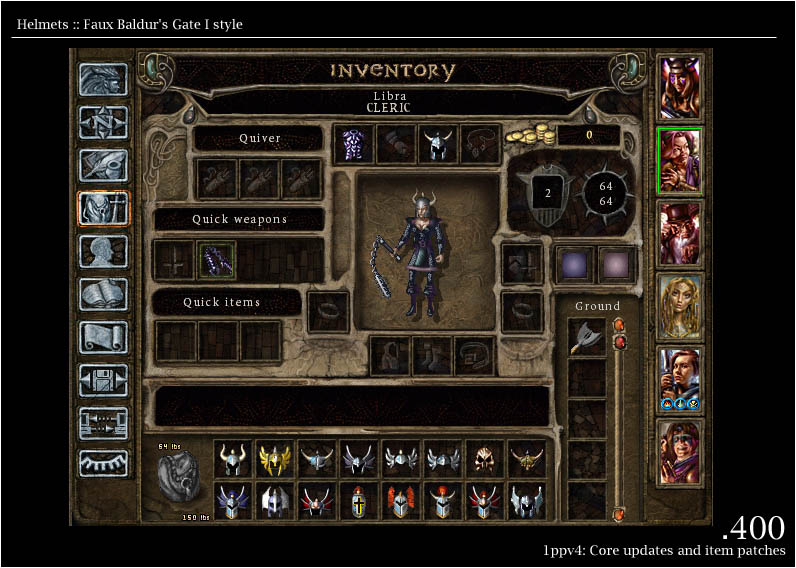 Helmets :: Faux Baldur's Gate I style
INVENTORY
Libra
CLERIC
Quiver
0
2
64
64
Quick weapons
Quick items
Ground
64 lbs
150 lbs
.400
1ppv4: Core updates and item patches